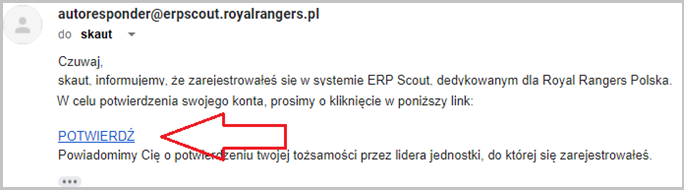 autoresponder@erpscout.royalrangers.pl
do skaut
Czuwaj,
skaut, informujemy, że zarejestrowałeś sie w systemie ERP Scout, dedykowanym dla Royal Rangers Polska.
W celu potwierdzenia swojego konta, prosimy o kliknięcie w poniższy link:
POTWIERDŹ
Powiadomimy Cię o potwierdzeniu twojej tożsamości przez lidera jednostki, do której się zarejestrowałeś.